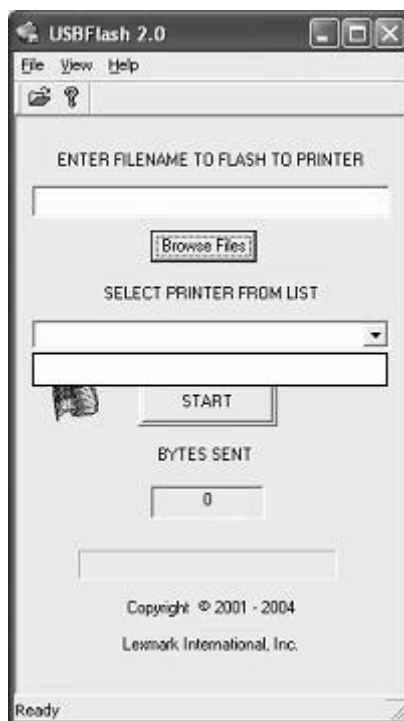 USBFlash 2.0
File View Help
ENTER FILENAME TO FLASH TO PRINTER
Browse Files
SELECT PRINTER FROM LIST
START
BYTES SENT
0
Copyright © 2001 - 2004
Lexmark International, Inc.
Ready